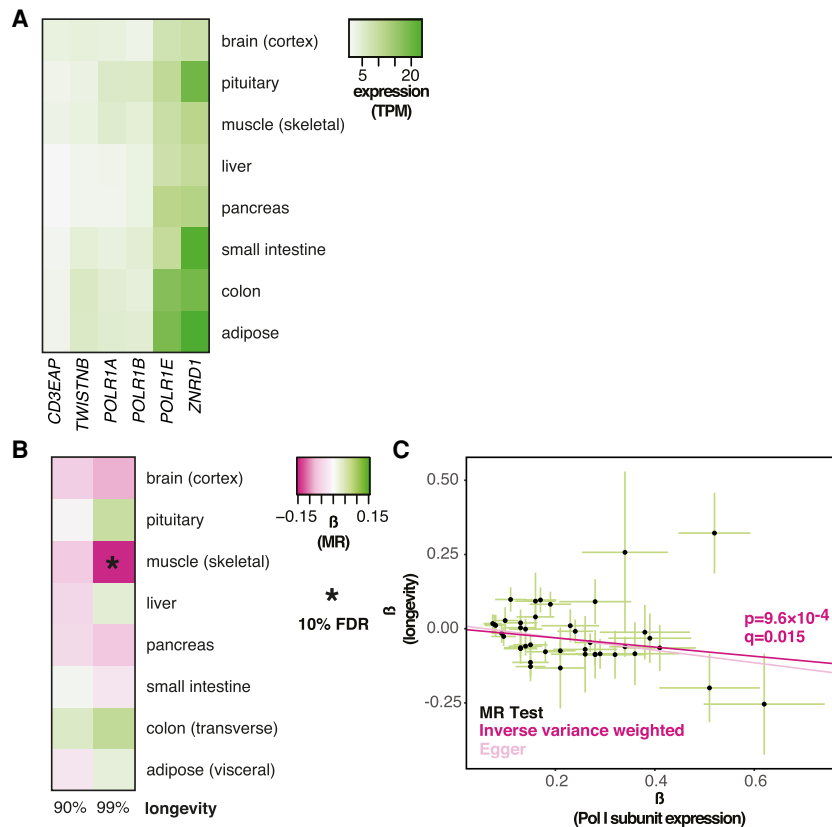 A
brain (cortex)
pituitary
muscle (skeletal)
liver
pancreas
small intestine
colon
adipose
5 20
expression
(TPM)
CD3EAP
TWISTNB
POLR1A
POLR1B
POLR1E
ZNRD1
B
brain (cortex)
pituitary
muscle (skeletal)
liver
pancreas
small intestine
colon (transverse)
adipose (visceral)
*
90% 99% longevity
−0.15 0.15
ß
(MR)
*
10% FDR
C
ß
(longevity)
0.50
0.25
0.00
-0.25
p=9.6×10-4
q=0.015
MR Test
Inverse variance weighted
Egger
0.2 0.4 0.6
ß
(Pol I subunit expression)